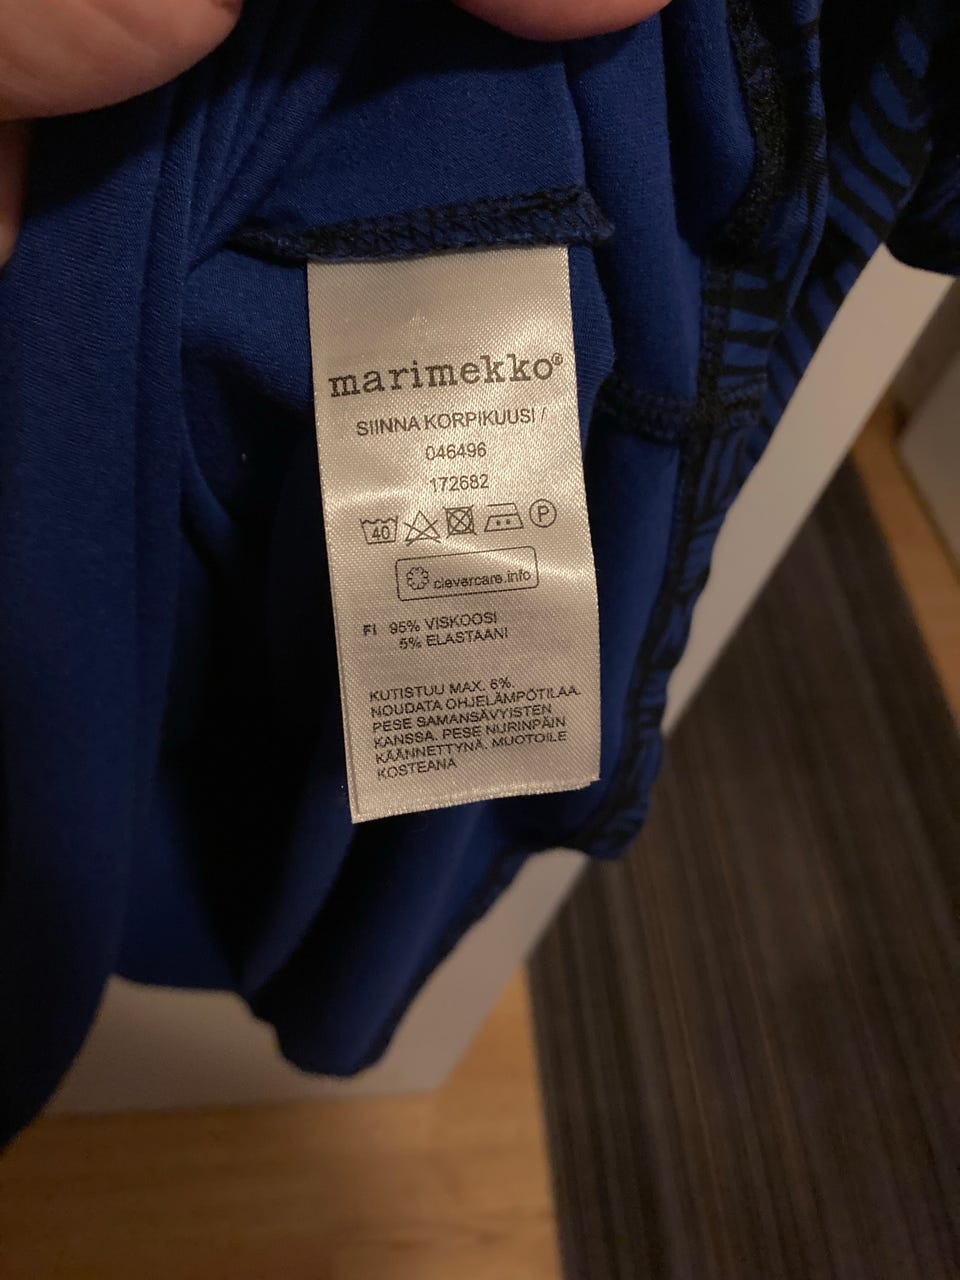 marimekko®
SIINNA KORPIKUUSI /
046496
172682
40 P
clevercare.info
FI 95% VISKOOSI
5% ELASTAANI
KUTISTUU MAX. 6%.
NOUDATA OHJELÄMPÖTILAA.
PESE SAMANSÄVYISTEN
KANSSA. PESE NURINPÄIN
KÄÄNNETTYNÄ. MUOTOILE
KOSTEANA